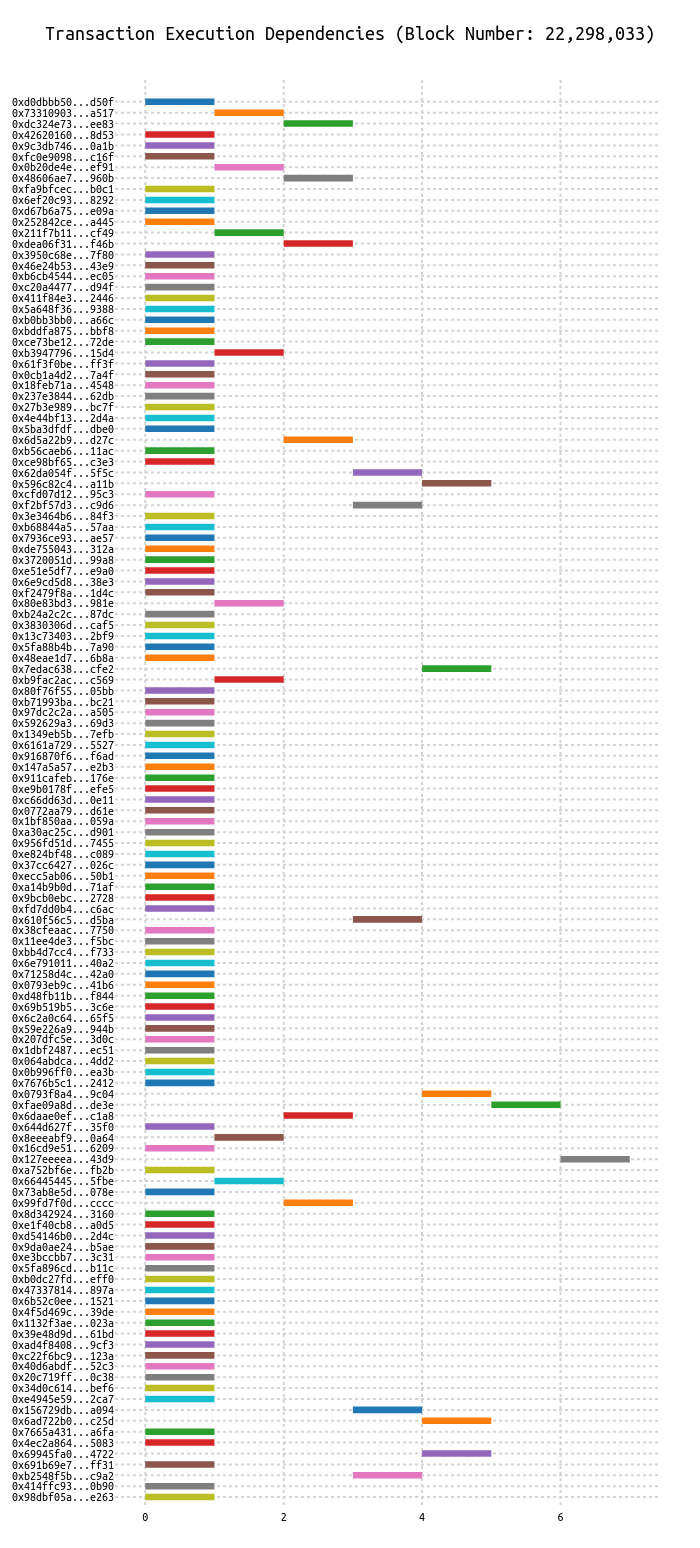 Transaction Execution Dependencies (Block Number: 22,298,033)
0xd0dbbb50...d50f
0x73310903...a517
0xdc324e73...ee83
0x42620160...8d53
0x9c3db746...0a1b
0xfc0e9098...c16f
0x0b20de4e...ef91
0x48606ae7...960b
0xfa9bfcec...b0c1
0x6ef20c93...8292
0xd67b6a75...e09a
0x252842ce...a445
0x211f7b11...cf49
0xdea06f31...f46b
0x3950c68e...7f80
0x46e24b53...43e9
0xb6cb4544...ec05
0xc20a4477...d94f
0x411f84e3...2446
0x5a648f36...9388
0xb0bb3bb0...a66c
0xbddfa875...bbf8
0xce73be12...72de
0xb3947796...15d4
0x61f3f0be...ff3f
0x0cb1a4d2...7a4f
0x18feb71a...4548
0x237e3844...62db
0x27b3e989...bc7f
0x4e44bf13...2d4a
0x5ba3dfdf...dbe0
0x6d5a22b9...d27c
0xb56caeb6...11ac
0xce98bf65...c3e3
0x62da054f...5f5c
0x596c82c4...a11b
0xcfd07d12...95c3
0xf2bf57d3...c9d6
0x3e3464b6...84f3
0xb68844a5...57aa
0x7936ce93...ae57
0xde755043...312a
0x3720051d...99a8
0xe51e5df7...e9a0
0x6e9cd5d8...38e3
0xf2479f8a...1d4c
0x80e83bd3...981e
0xb24a2c2c...87dc
0x3830306d...caf5
0x13c73403...2bf9
0x5fa88b4b...7a90
0x48eae1d7...6b8a
0x7edac638...cfe2
0xb9fac2ac...c569
0x80f76f55...05bb
0xb71993ba...bc21
0x97dc2c2a...a505
0x592629a3...69d3
0x1349eb5b...7efb
0x6161a729...5527
0x916870f6...f6ad
0x147a5a57...e2b3
0x911cafeb...176e
0xe9b0178f...efe5
0xc66dd63d...0e11
0x0772aa79...d61e
0x1bf850aa...059a
0xa30ac25c...d901
0x956fd51d...7455
0xe824bf48...c089
0x37cc6427...026c
0xecc5ab06...50b1
0xa14b9b0d...71af
0x9bcb0ebc...2728
0xfd7dd0b4...c6ac
0x610f56c5...d5ba
0x38cfeaac...7750
0x11ee4de3...f5bc
0xbb4d7cc4...f733
0x6e791011...40a2
0x71258d4c...42a0
0x0793eb9c...41b6
0xd48fb11b...f844
0x69b519b5...3c6e
0x6c2a0c64...65f5
0x59e226a9...944b
0x207dfc5e...3d0c
0x1dbf2487...ec51
0x064abdca...4dd2
0x0b996ff0...ea3b
0x7676b5c1...2412
0x0793f8a4...9c04
0xfae09a8d...de3e
0x6daae0ef...c1a8
0x644d627f...35f0
0x8eeeabf9...0a64
0x16cd9e51...6209
0x127eeeea...43d9
0xa752bf6e...fb2b
0x66445445...5fbe
0x73ab8e5d...078e
0x99fd7f0d...cccc
0x8d342924...3160
0xe1f40cb8...a0d5
0xd54146b0...2d4c
0x9da0ae24...b5ae
0xe3bccbb7...3c31
0x5fa896cd...b11c
0xb0dc27fd...eff0
0x47337814...897a
0x6b52c0ee...1521
0x4f5d469c...39de
0x1132f3ae...023a
0x39e48d9d...61bd
0xad4f8408...9cf3
0xc22f6bc9...123a
0x40d6abdf...52c3
0x20c719ff...0c38
0x34d0c614...bef6
0xe4945e59...2ca7
0x156729db...a094
0x6ad722b0...c25d
0x7665a431...a6fa
0x4ec2a864...5083
0x69945fa0...4722
0x691b69e7...ff31
0xb2548f5b...c9a2
0x414ffc93...0b90
0x98dbf05a...e263
0 2 4 6